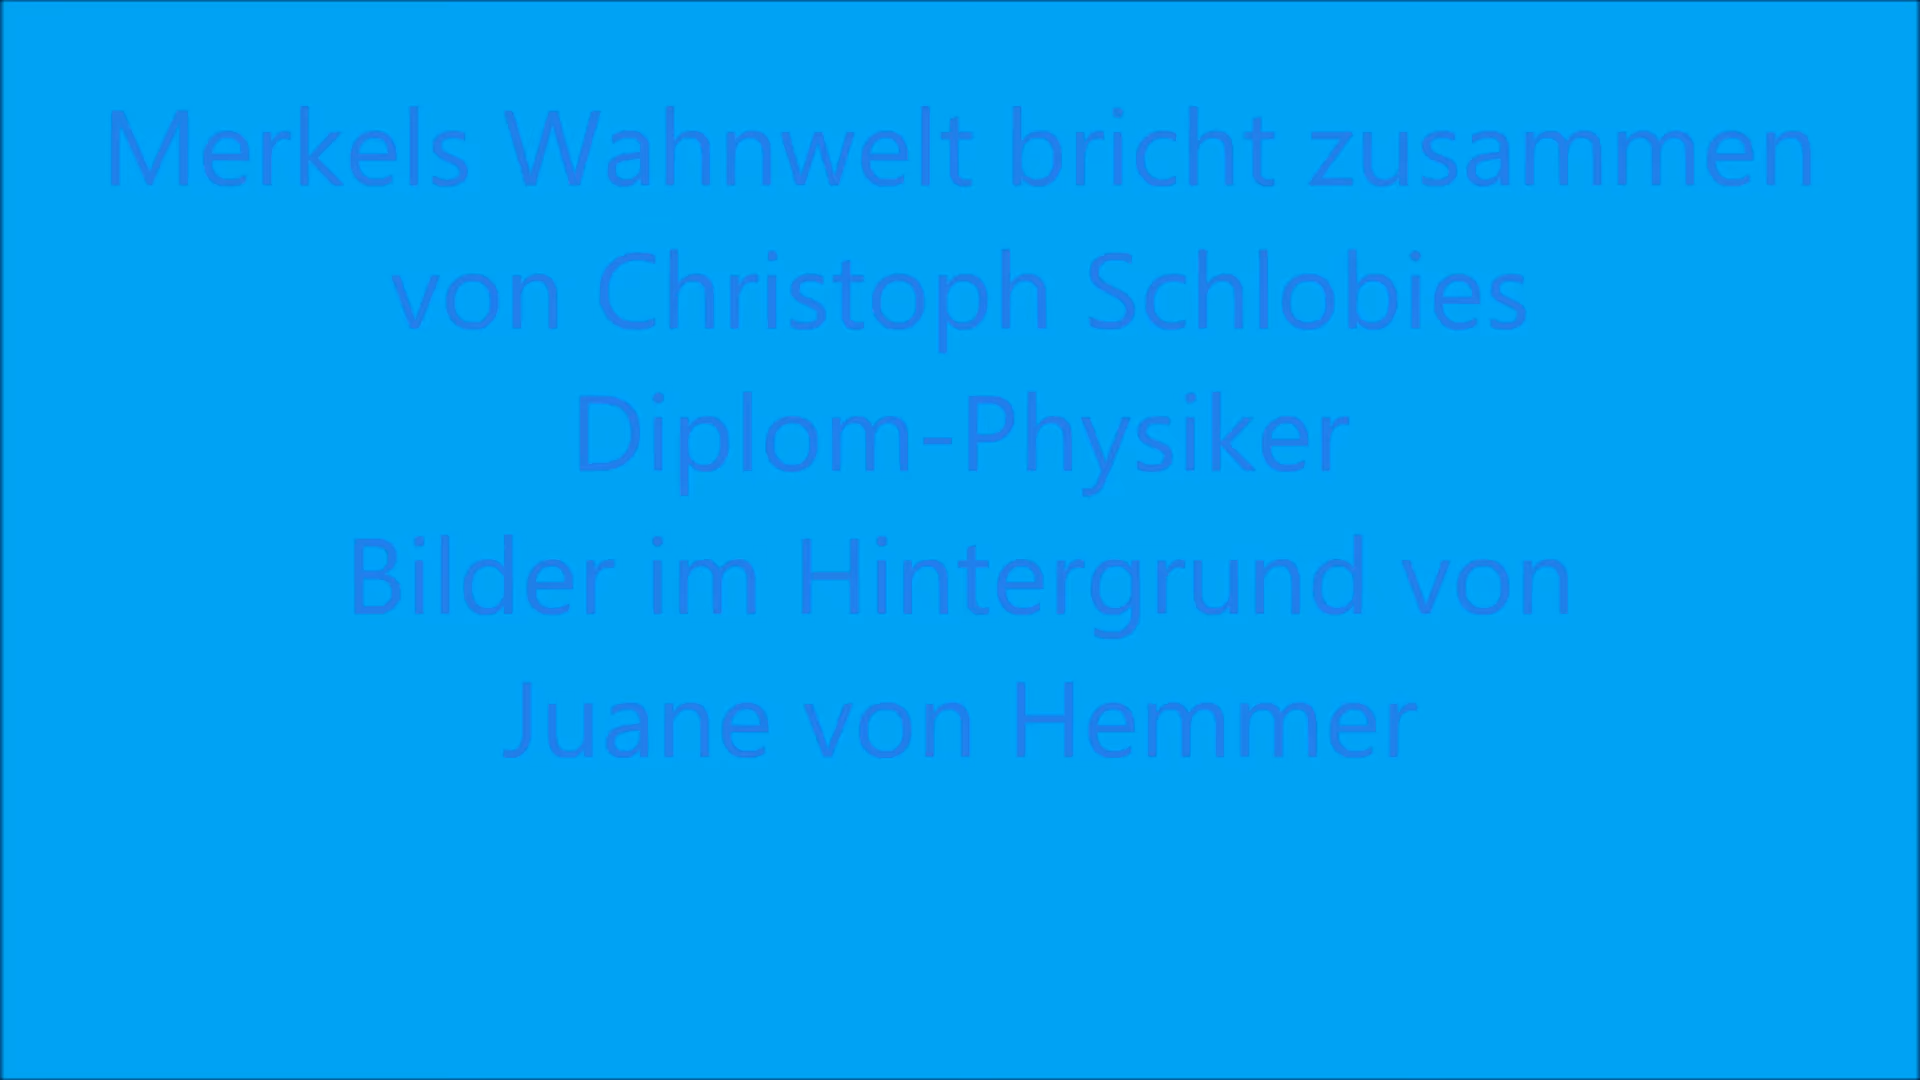 Merkels Wahnwelt bricht zusammen
von Christoph Schlobies
Diplom-Physiker
Bilder im Hintergrund von
Juane von Hemmer